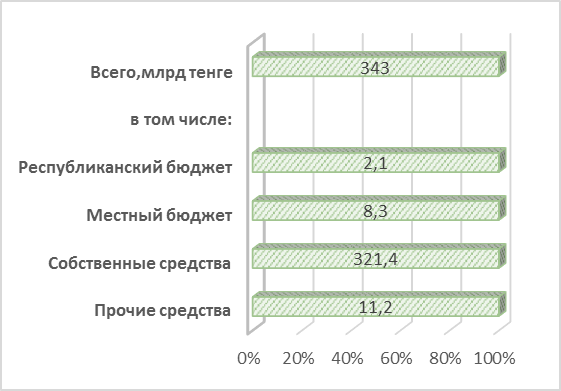 Всего,млрд тенге
343
в том числе:
Республиканский бюджет
2,1
Местный бюджет
8,3
Собственные средства
321,4
Прочие средства
11,2
0% 20% 40% 60% 80% 100%